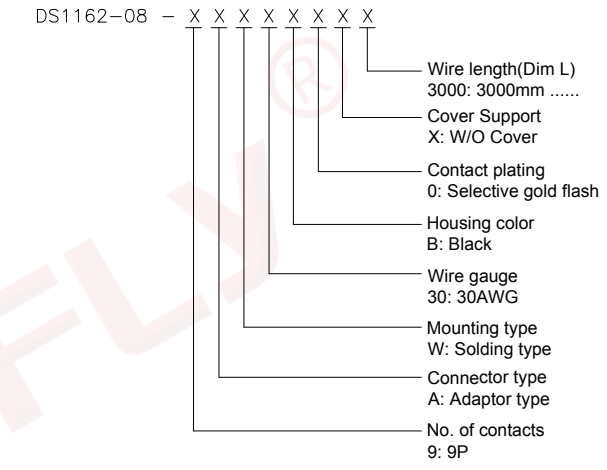 DS1162-08 - X X X X X X X X
Wire length(Dim L)
3000: 3000mm ......
Cover Support
X: W/O Cover
Contact plating
0: Selective gold flash
Housing color
B: Black
Wire gauge
30: 30AWG
Mounting type
W: Solding type
Connector type
A: Adaptor type
No. of contacts
9: 9P
FLY
®